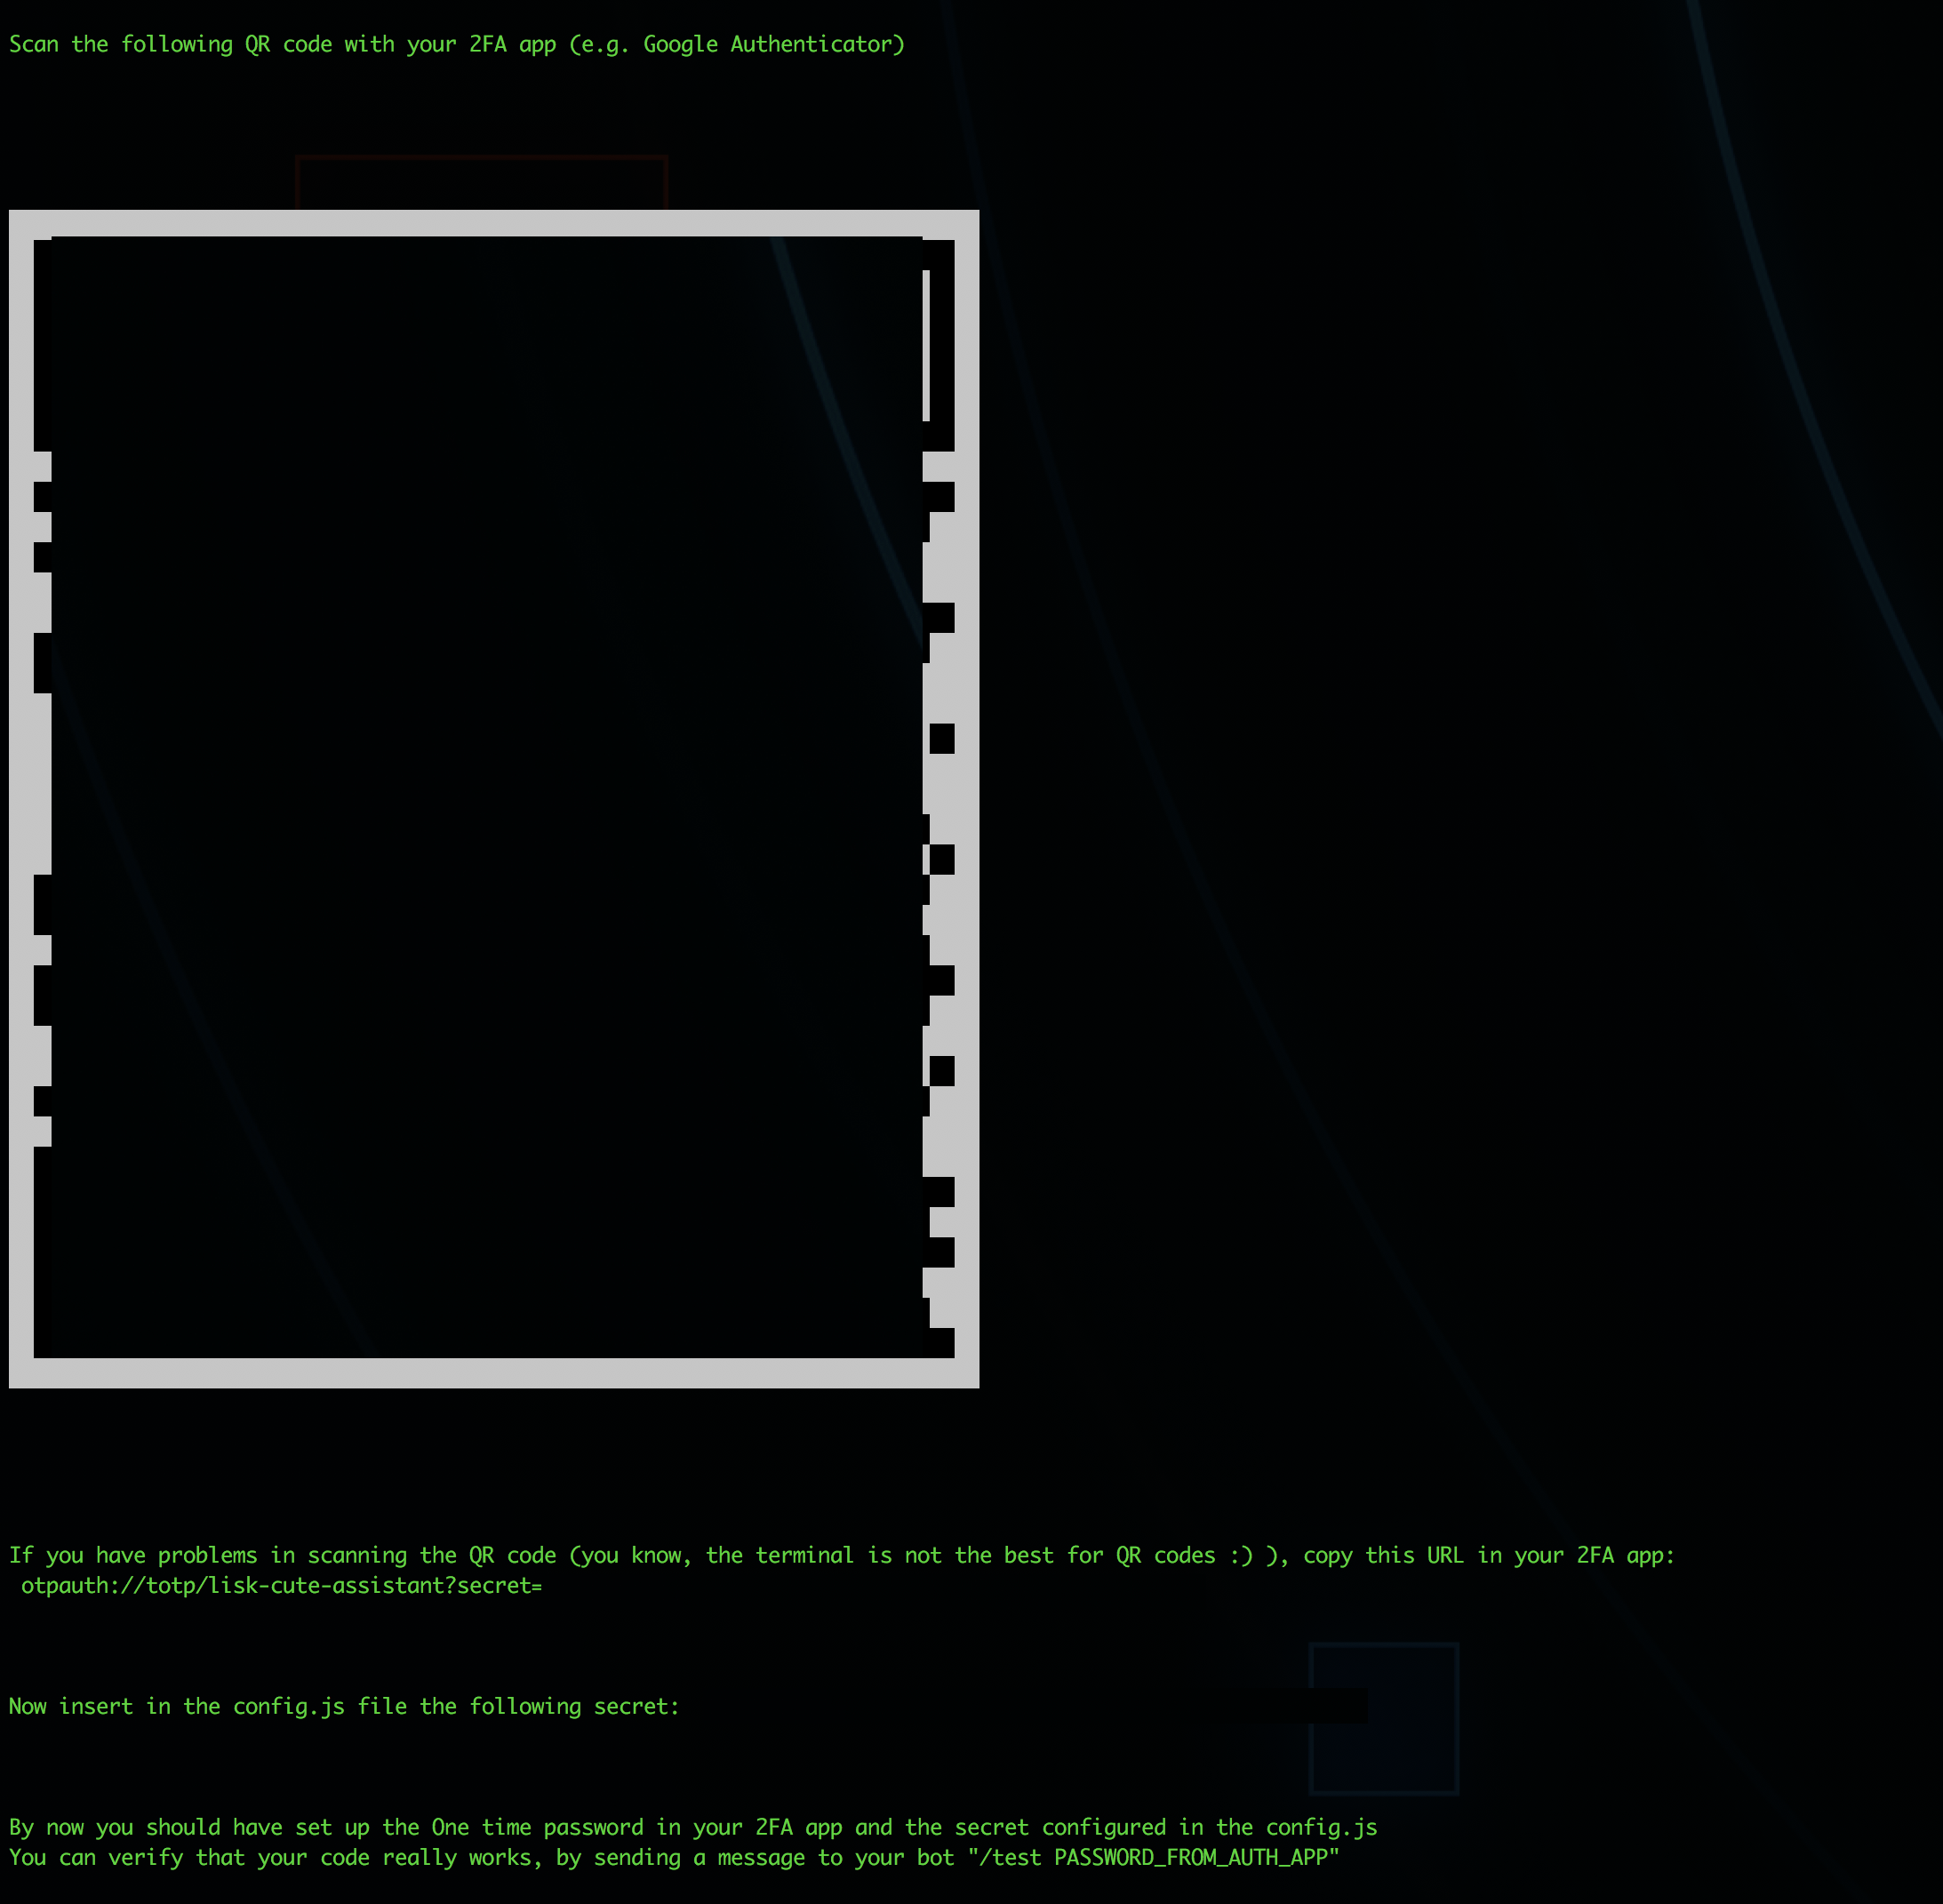 Scan the following QR code with your 2FA app (e.g. Google Authenticator)
If you have problems in scanning the QR code (you know, the terminal is not the best for QR codes :) ), copy this URL in your 2FA app:
otpauth://totp/lisk-cute-assistant?secret=
Now insert in the config.js file the following secret:
By now you should have set up the One time password in your 2FA app and the secret configured in the config.js
You can verify that your code really works, by sending a message to your bot "/test PASSWORD_FROM_AUTH_APP"